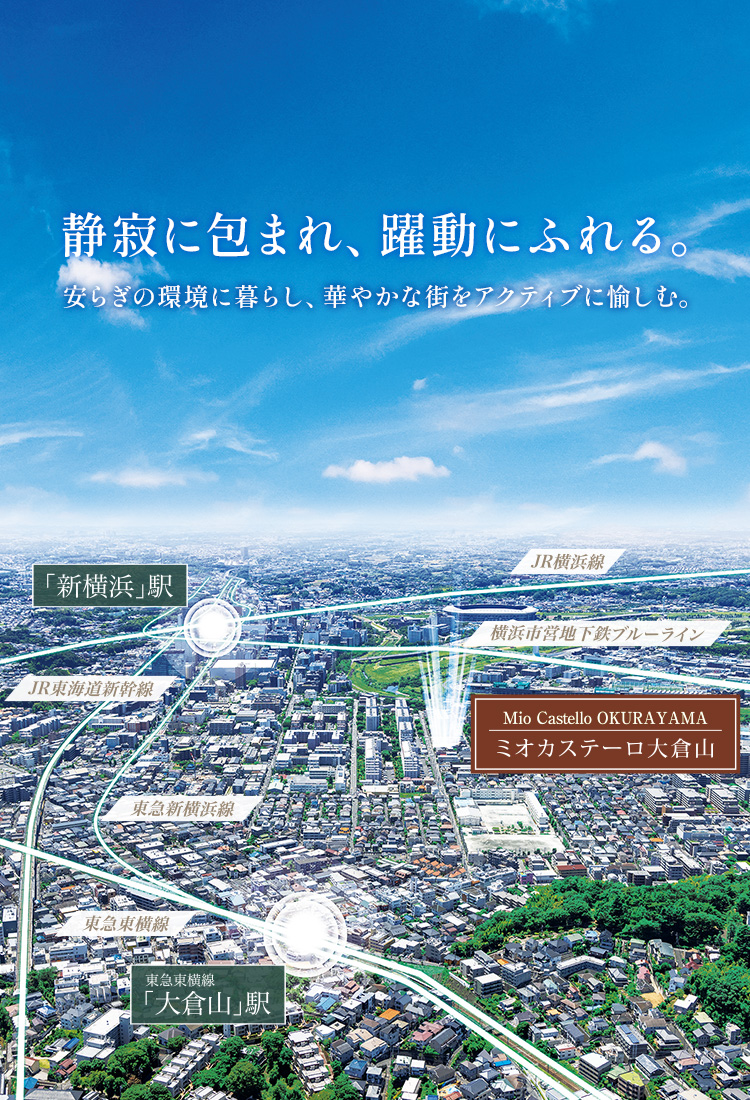 静寂に包まれ、躍動にふれる。
安らぎの環境に暮らし、華やかな街をアクティブに愉しむ。
JR横浜線
「新横浜」駅
横浜市営地下鉄ブルーライン
JR東海道新幹線
Mio Castello OKURAYAMA
ミオカステーロ大倉山
東急新横浜線
東急東横線
東急東横線
「大倉山」駅